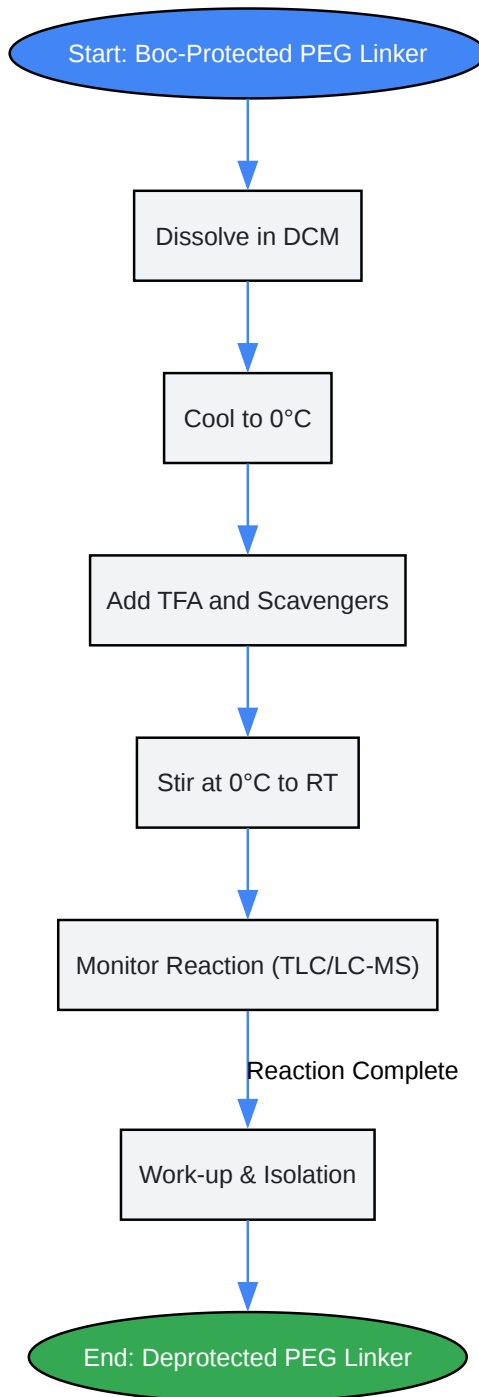 Start: Boc-Protected PEG Linker
Dissolve in DCM
Cool to 0°C
Add TFA and Scavengers
Stir at 0°C to RT
Monitor Reaction (TLC/LC-MS)
Reaction Complete
Work-up & Isolation
End: Deprotected PEG Linker